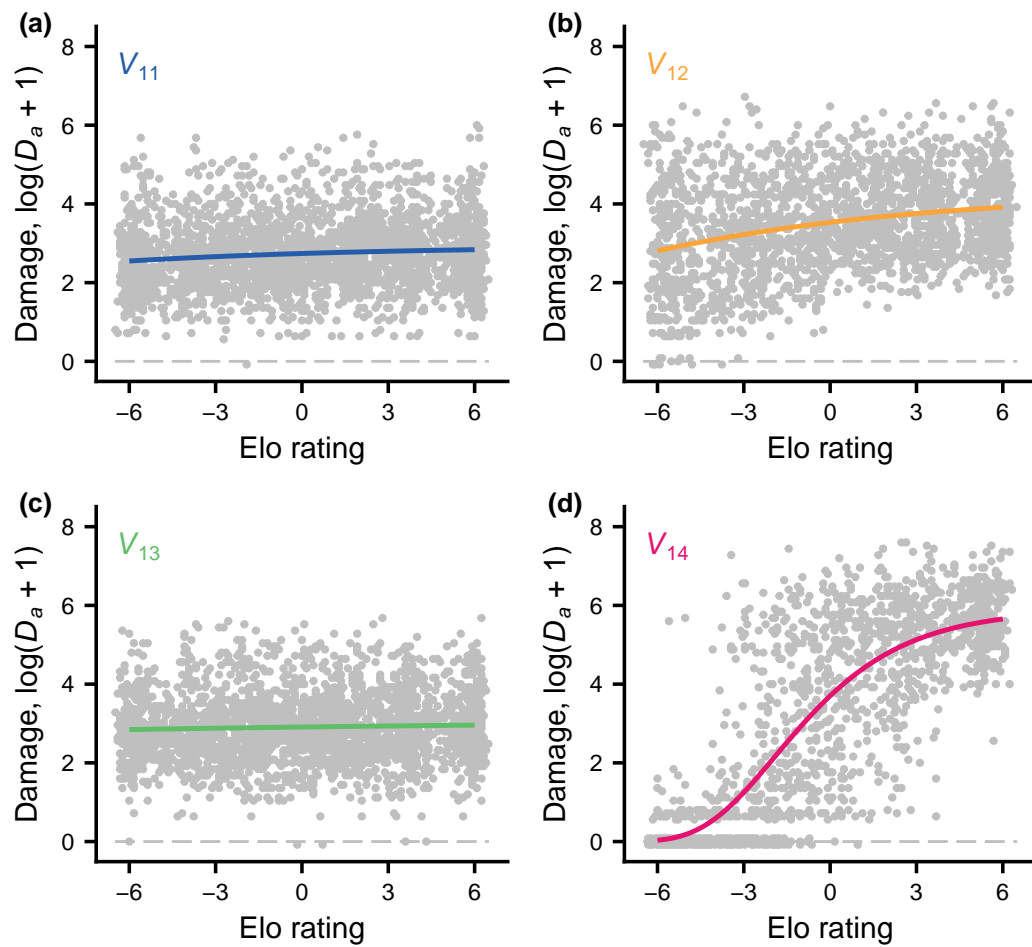 (a)
V11
Damage, log(Da + 1)
8
6
4
2
0
−6 −3 0 3 6
Elo rating
(b)
V12
Damage, log(Da + 1)
8
6
4
2
0
−6 −3 0 3 6
Elo rating
(c)
V13
Damage, log(Da + 1)
8
6
4
2
0
−6 −3 0 3 6
Elo rating
(d)
V14
Damage, log(Da + 1)
8
6
4
2
0
−6 −3 0 3 6
Elo rating